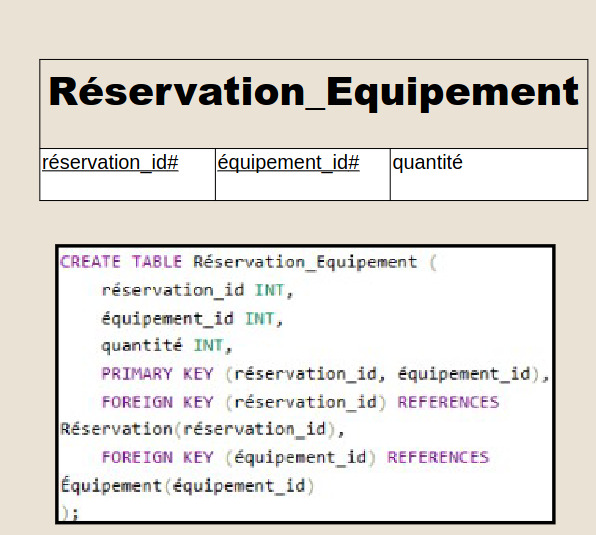 Réservation_Equipement
réservation_id# équipement_id# quantité
CREATE TABLE Réservation_Equipement (
réservation_id INT,
équipement_id INT,
quantité INT,
PRIMARY KEY (réservation_id, équipement_id),
FOREIGN KEY (réservation_id) REFERENCES
Réservation(réservation_id),
FOREIGN KEY (équipement_id) REFERENCES
Équipement(équipement_id)
);